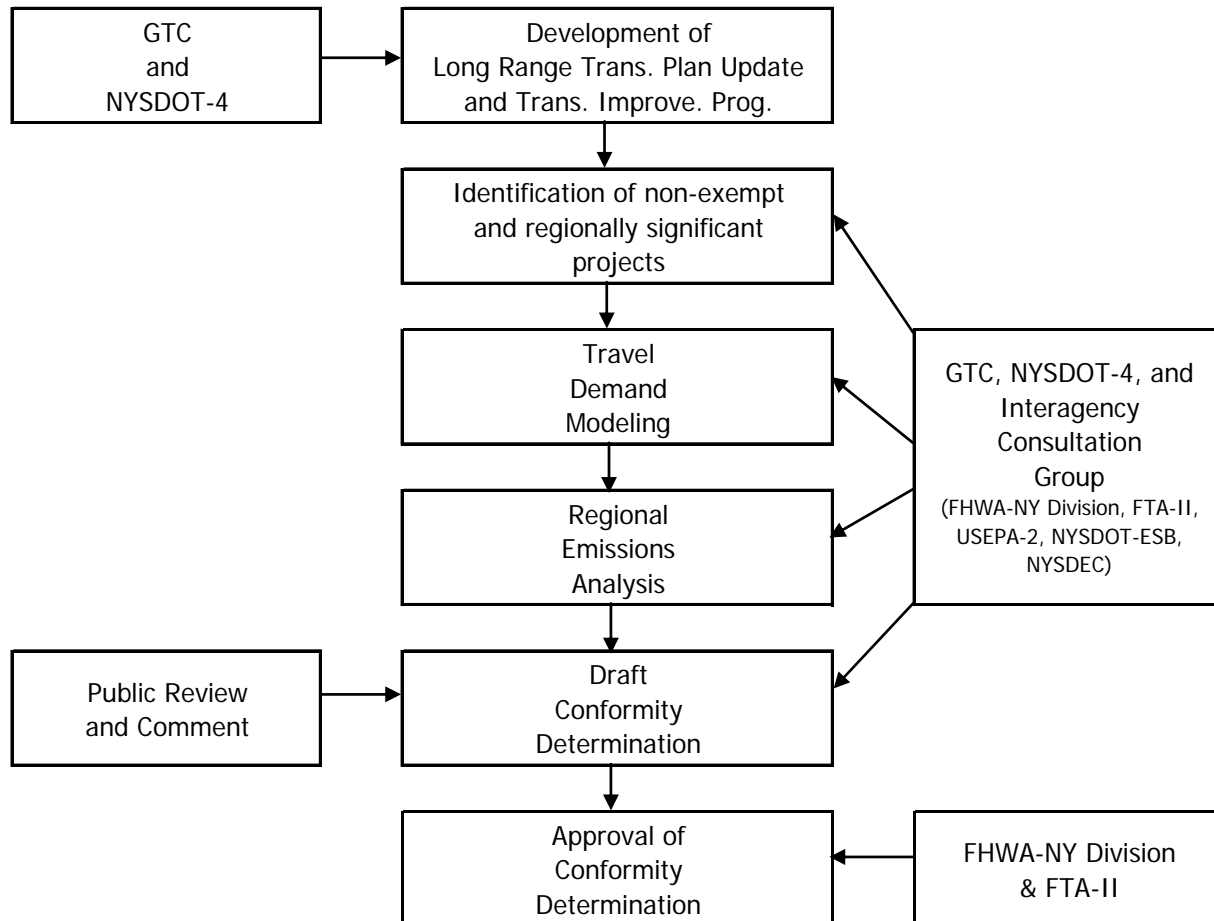 GTC
and
NYSDOT-4
Development of
Long Range Trans. Plan Update
and Trans. Improve. Prog.
Identification of non-exempt
and regionally significant
projects
Travel
Demand
Modeling
GTC, NYSDOT-4, and
Interagency
Consultation
Group
(FHWA-NY Division, FTA-II,
USEPA-2, NYSDOT-ESB,
NYSDEC)
Regional
Emissions
Analysis
Public Review
and Comment
Draft
Conformity
Determination
Approval of
Conformity
Determination
FHWA-NY Division
& FTA-II